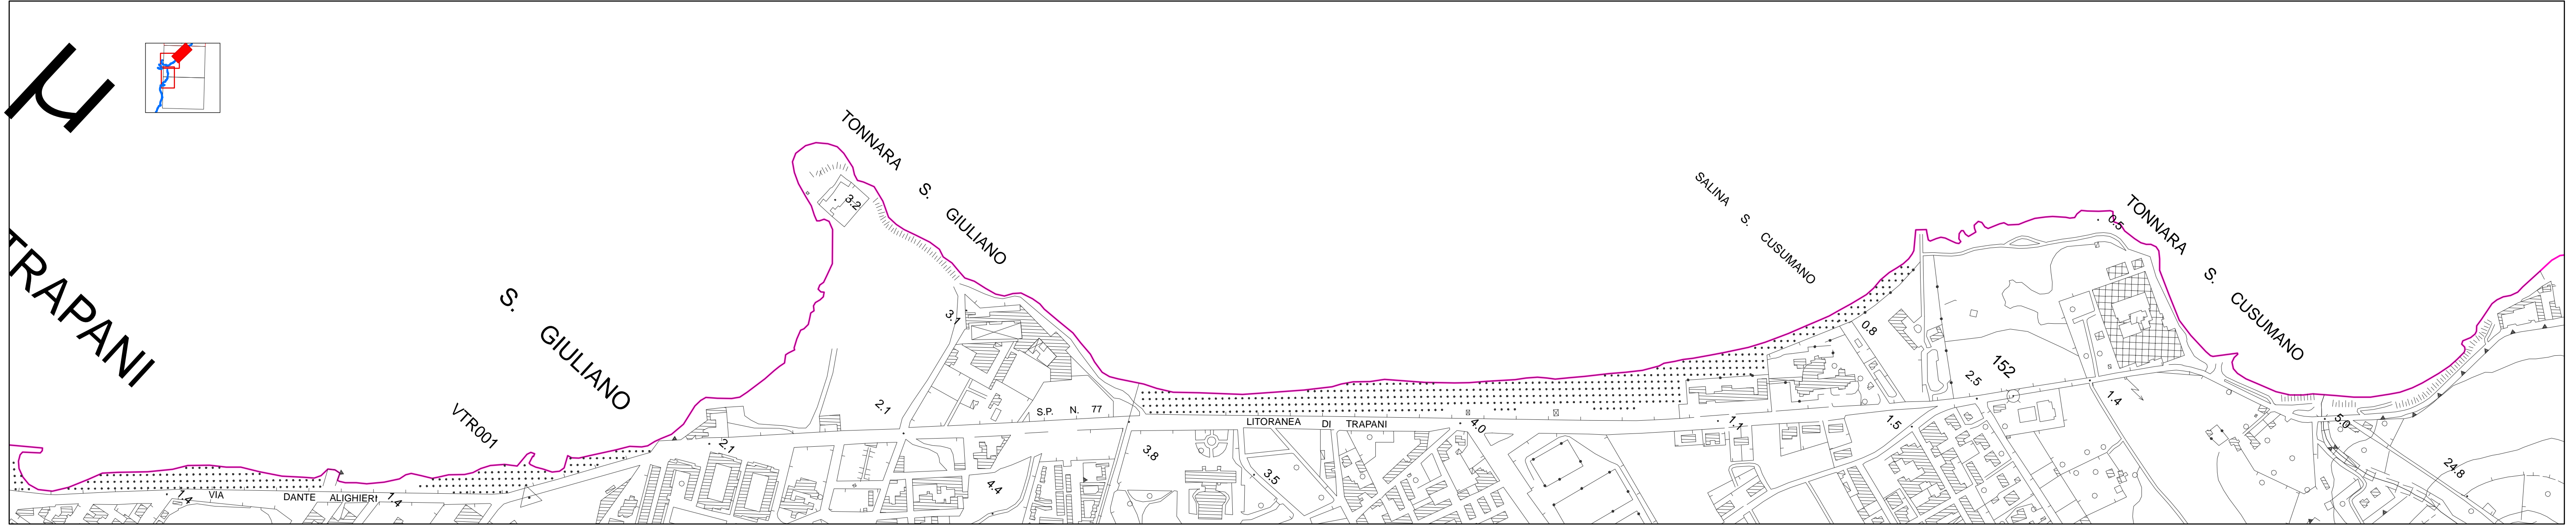 μ
TRAPANI
S. GIULIANO
VTR001
TONNARA S. GIULIANO
SALINA S. CUSUMANO
TONNARA S. CUSUMANO
VIA DANTE ALIGHIERI
S.P. N. 77
LITORANEA DI TRAPANI
1.4
1.4
2.1
2.1
3.2
3.1
4.4
3.8
3.5
4.0
1.1
1.5
0.8
2.5
152
0.5
S
1.4
5.0
24.8